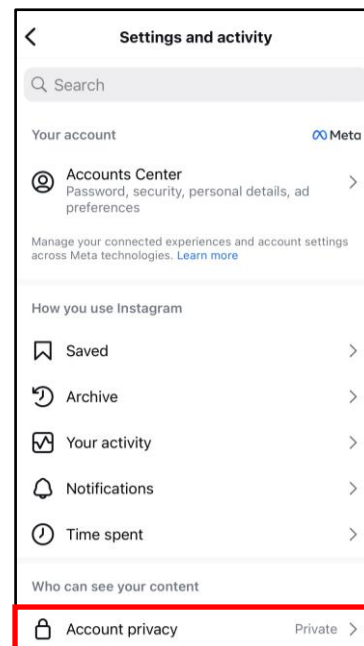 Settings and activity
Search
Your account
Meta
Accounts Center
Password, security, personal details, ad
preferences
Manage your connected experiences and account settings
across Meta technologies. Learn more
How you use Instagram
Saved
Archive
Your activity
Notifications
Time spent
Who can see your content
Account privacy Private